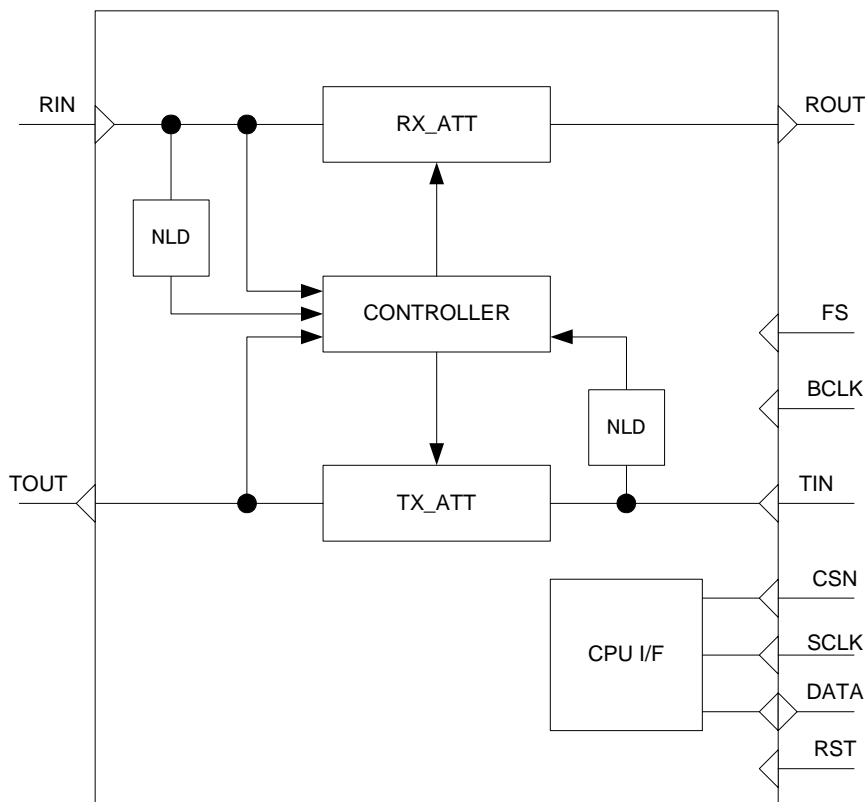 RIN
RX_ATT
ROUT
NLD
CONTROLLER
FS
BCLK
NLD
TOUT
TX_ATT
TIN
CPU I/F
CSN
SCLK
DATA
RST